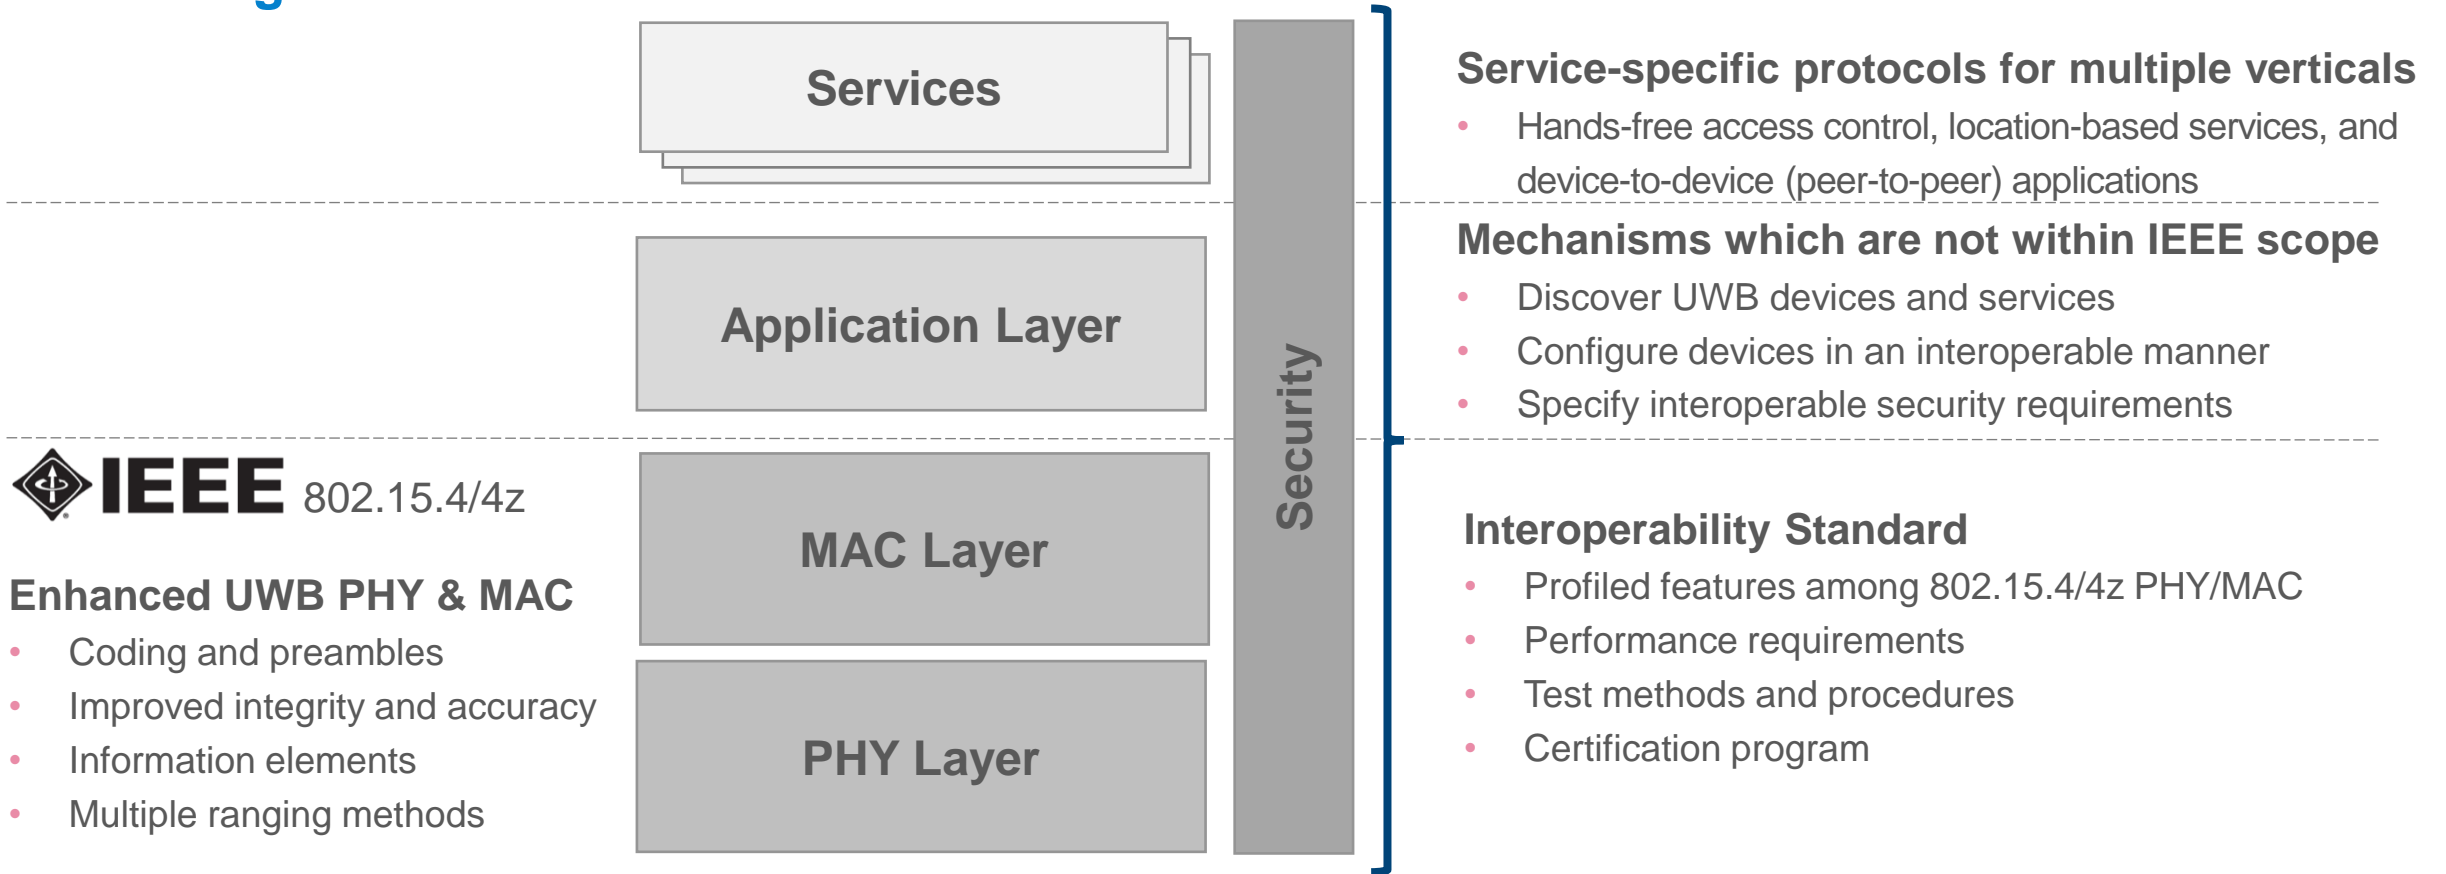 Services
Service-specific protocols for multiple verticals
• Hands-free access control, location-based services, and
device-to-device (peer-to-peer) applications
Application Layer
Security
Mechanisms which are not within IEEE scope
• Discover UWB devices and services
• Configure devices in an interoperable manner
• Specify interoperable security requirements
IEEE 802.15.4/4z
Enhanced UWB PHY & MAC
• Coding and preambles
• Improved integrity and accuracy
• Information elements
• Multiple ranging methods
MAC Layer
PHY Layer
Interoperability Standard
• Profiled features among 802.15.4/4z PHY/MAC
• Performance requirements
• Test methods and procedures
• Certification program